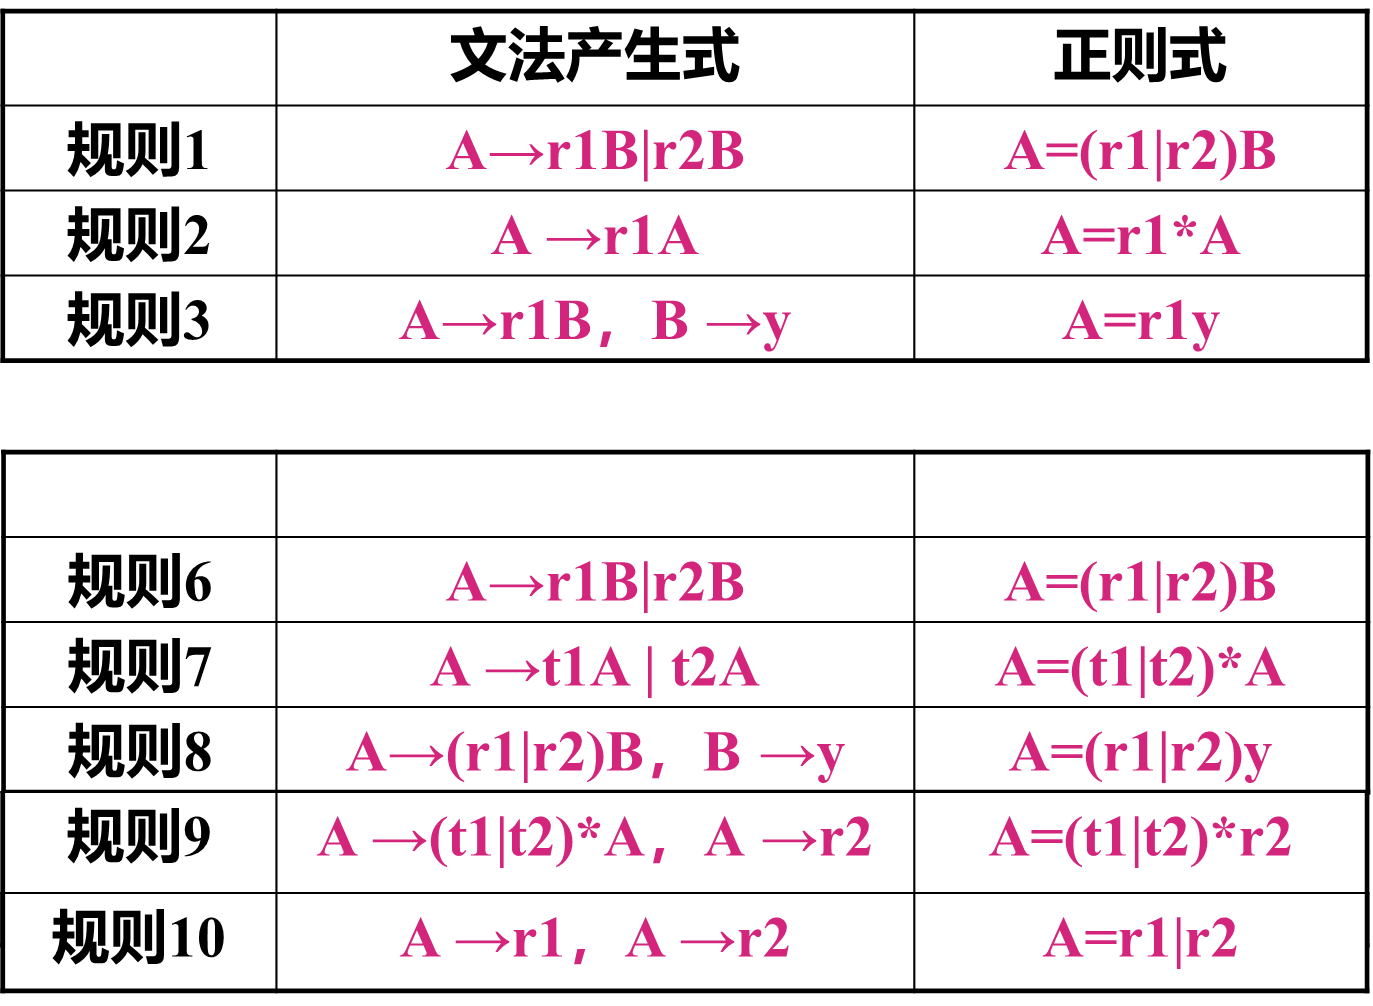 文法产生式 正则式
规则1 A→r1B|r2B A=(r1|r2)B
规则2 A →r1A A=r1*A
规则3 A→r1B，B →y A=r1y
规则6 A→r1B|r2B A=(r1|r2)B
规则7 A →t1A | t2A A=(t1|t2)*A
规则8 A→(r1|r2)B，B →y A=(r1|r2)y
规则9 A →(t1|t2)*A，A →r2 A=(t1|t2)*r2
规则10 A →r1，A →r2 A=r1|r2